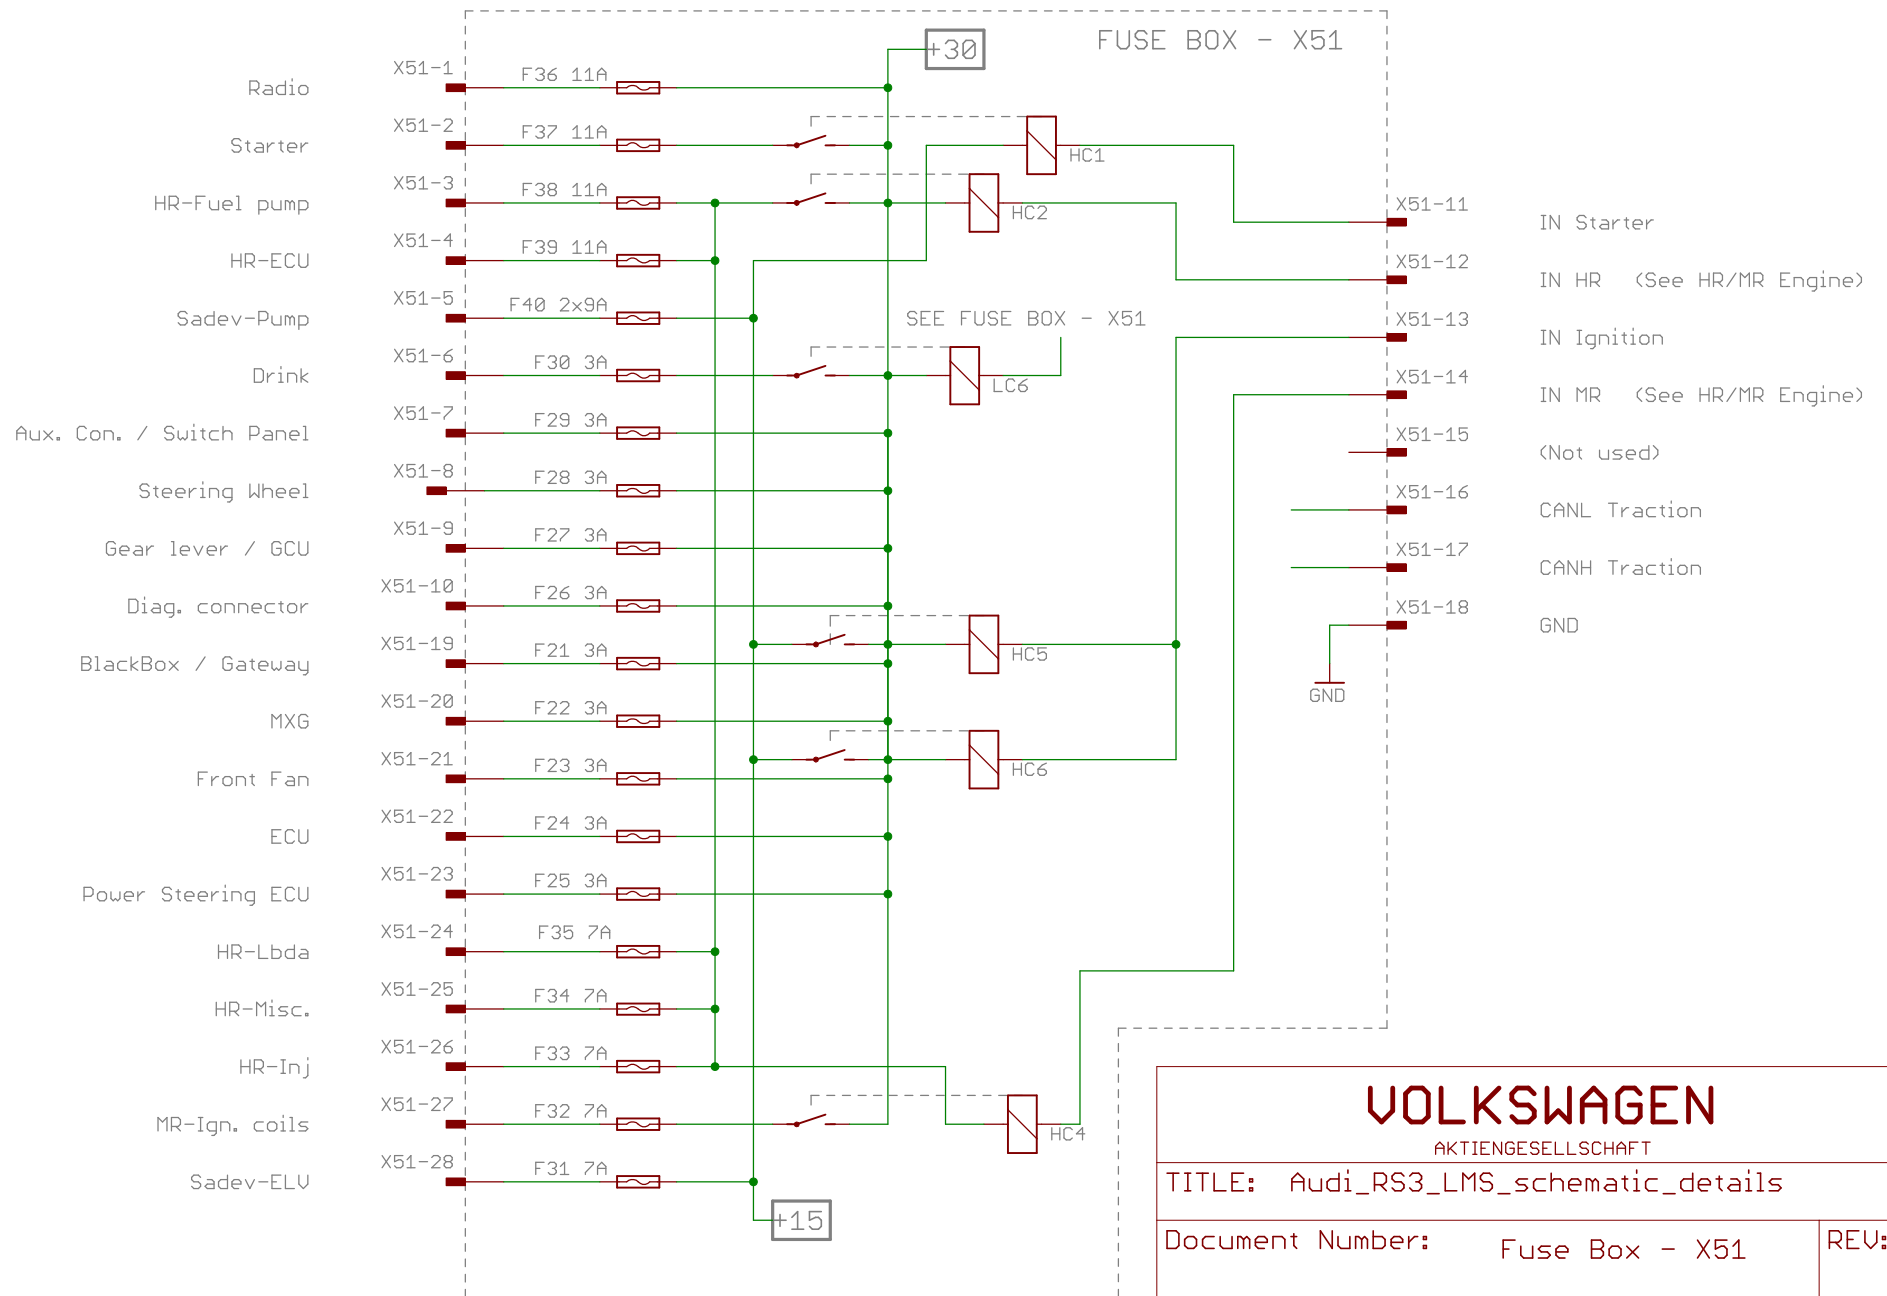 FUSE BOX - X51
+30
Radio X51-1 F36 11A
Starter X51-2 F37 11A
HC1
HR-Fuel pump X51-3 F38 11A
HC2
X51-11 IN Starter
HR-ECU X51-4 F39 11A
X51-12 IN HR (See HR/MR Engine)
Sadev-Pump X51-5 F40 2x9A
SEE FUSE BOX - X51
X51-13 IN Ignition
Drink X51-6 F30 3A
LC6
X51-14 IN MR (See HR/MR Engine)
Aux. Con. / Switch Panel X51-7 F29 3A
X51-15 (Not used)
Steering Wheel X51-8 F28 3A
X51-16 CANL Traction
Gear lever / GCU X51-9 F27 3A
X51-17 CANH Traction
Diag. connector X51-10 F26 3A
X51-18 GND
GND
BlackBox / Gateway X51-19 F21 3A
HC5
MXG X51-20 F22 3A
Front Fan X51-21 F23 3A
HC6
ECU X51-22 F24 3A
Power Steering ECU X51-23 F25 3A
HR-Lbda X51-24 F35 7A
HR-Misc. X51-25 F34 7A
HR-Inj X51-26 F33 7A
MR-Ign. coils X51-27 F32 7A
HC4
Sadev-ELV X51-28 F31 7A
+15
VOLKSWAGEN
AKTIENGESELLSCHAFT
TITLE: Audi_RS3_LMS_schematic_details
Document Number: Fuse Box - X51
REV: